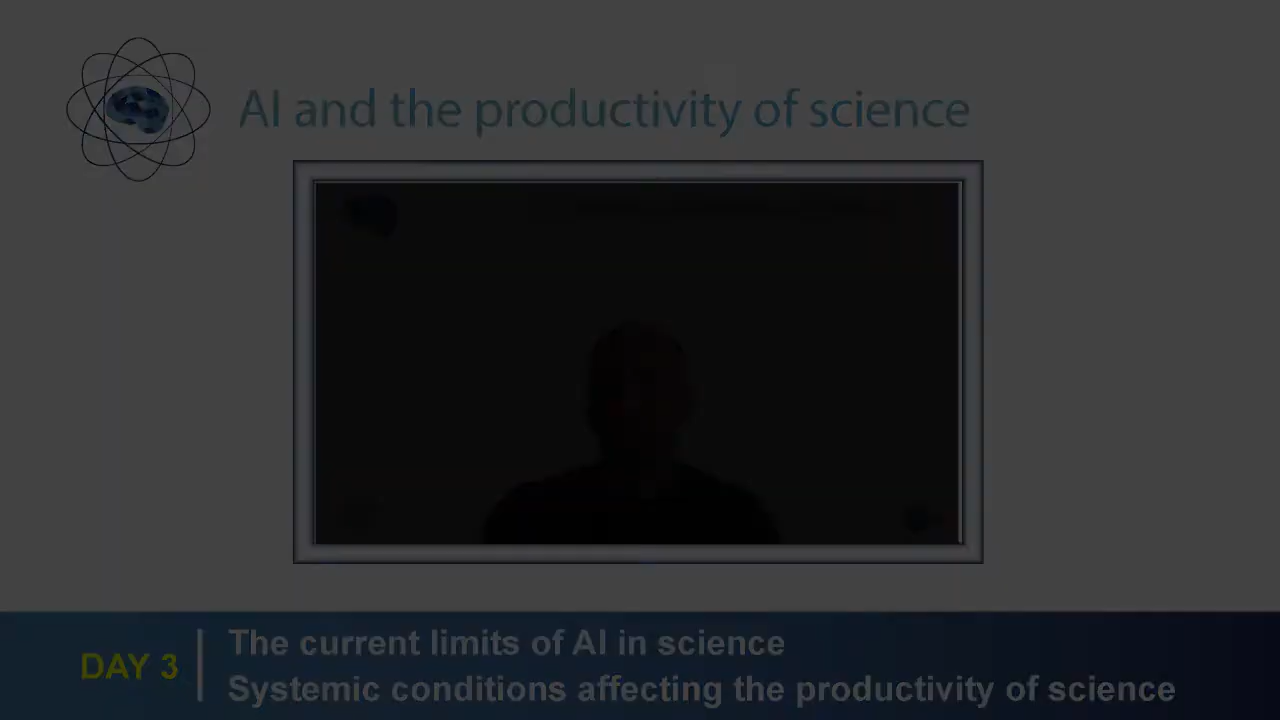 AI and the productivity of science
DAY 3
The current limits of AI in science
Systemic conditions affecting the productivity of science